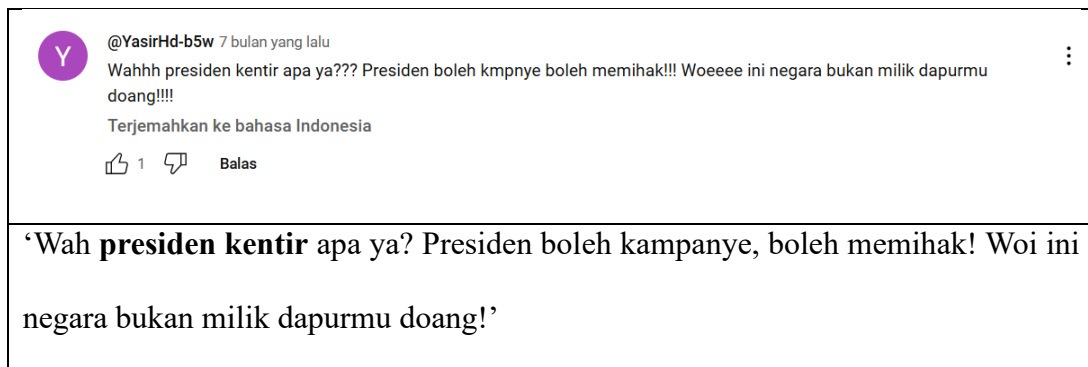 Y
@YasirHd-b5w 7 bulan yang lalu
Wahhh presiden kentir apa ya??? Presiden boleh kmpnye boleh memihak!!! Woeeee ini negara bukan milik dapurmu
doang!!!!
Terjemahkan ke bahasa Indonesia
1 Balas
‘Wah presiden kentir apa ya? Presiden boleh kampanye, boleh memihak! Woi ini
negara bukan milik dapurmu doang!’